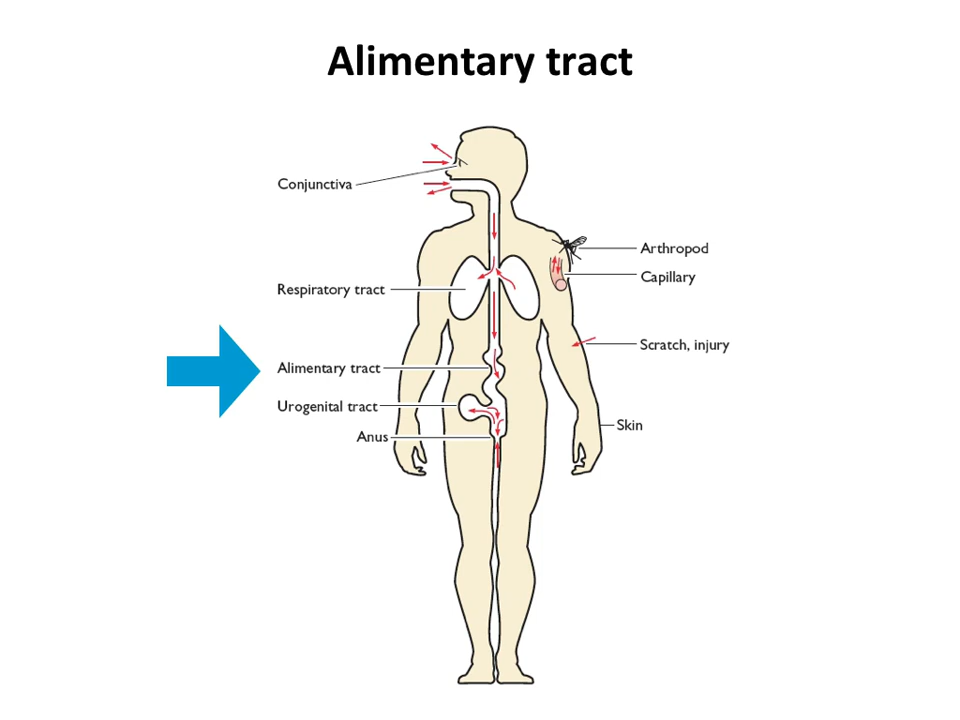 Alimentary tract
Conjunctiva
Arthropod
Capillary
Respiratory tract
Scratch, injury
Alimentary tract
Urogenital tract
Skin
Anus